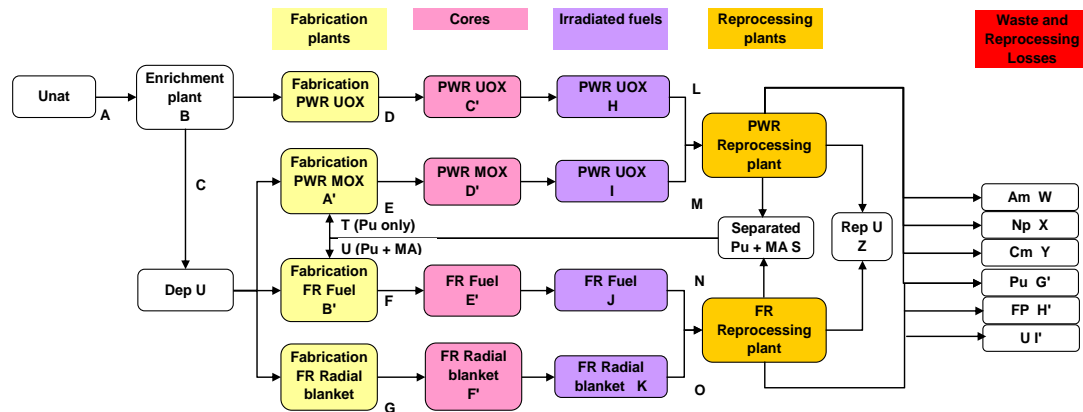 Fabrication
plants
Cores
Irradiated fuels
Reprocessing
plants
Waste and
Reprocessing
Losses
Unat
A
Enrichment
plant
B
Fabrication
PWR UOX
D
PWR UOX
C'
PWR UOX
H
L
PWR
Reprocessing
plant
C
Fabrication
PWR MOX
A'
E
PWR MOX
D'
PWR UOX
I
M
T (Pu only)
U (Pu + MA)
Separated
Pu + MA S
Rep U
Z
Am W
Np X
Cm Y
Pu G'
FP H'
U I'
Dep U
Fabrication
FR Fuel
B'
F
FR Fuel
E'
FR Fuel
J
N
FR
Reprocessing
plant
Fabrication
FR Radial
blanket
G
FR Radial
blanket
F'
FR Radial
blanket K
O